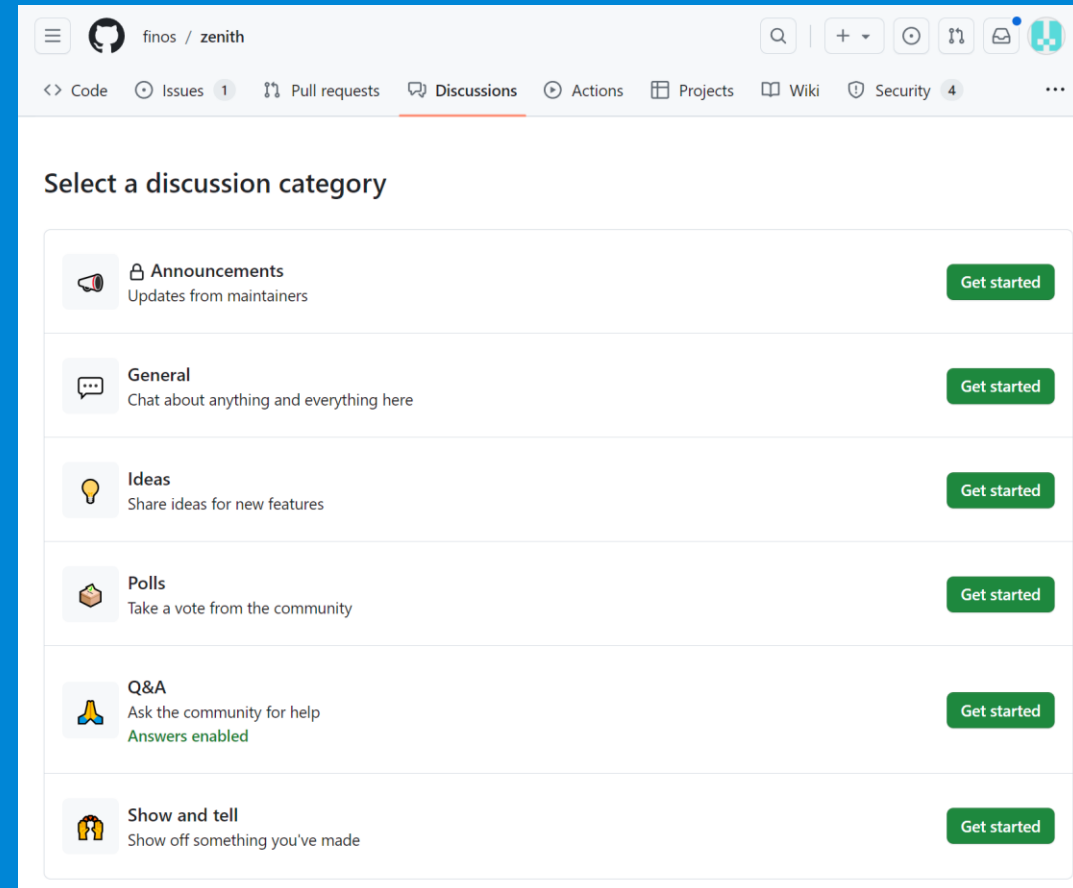 finos / zenith
Code Issues 1 Pull requests Discussions Actions Projects Wiki Security 4
Select a discussion category
Announcements
Updates from maintainers
Get started
General
Chat about anything and everything here
Get started
Ideas
Share ideas for new features
Get started
Polls
Take a vote from the community
Get started
Q&A
Ask the community for help
Answers enabled
Get started
Show and tell
Show off something you've made
Get started